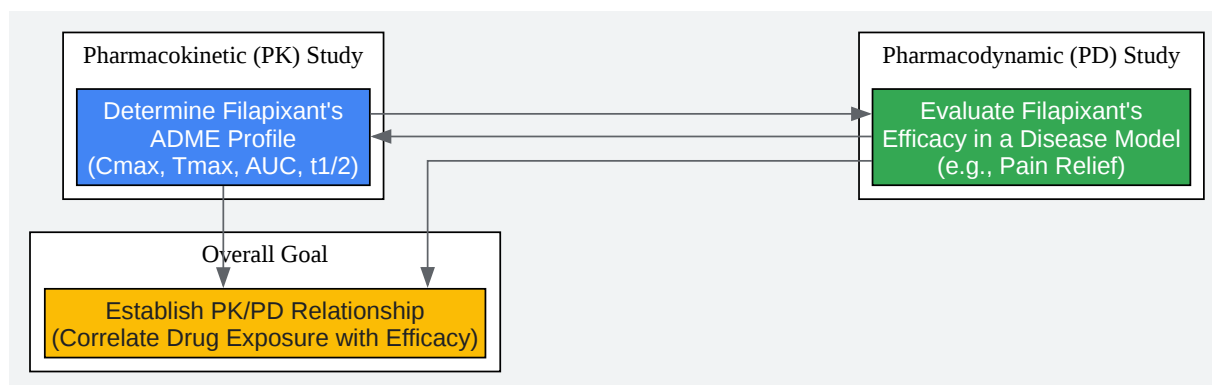 Pharmacokinetic (PK) Study
Determine Filapixant's
ADME Profile
(Cmax, Tmax, AUC, t1/2)
Pharmacodynamic (PD) Study
Evaluate Filapixant's
Efficacy in a Disease Model
(e.g., Pain Relief)
Overall Goal
Establish PK/PD Relationship
(Correlate Drug Exposure with Efficacy)